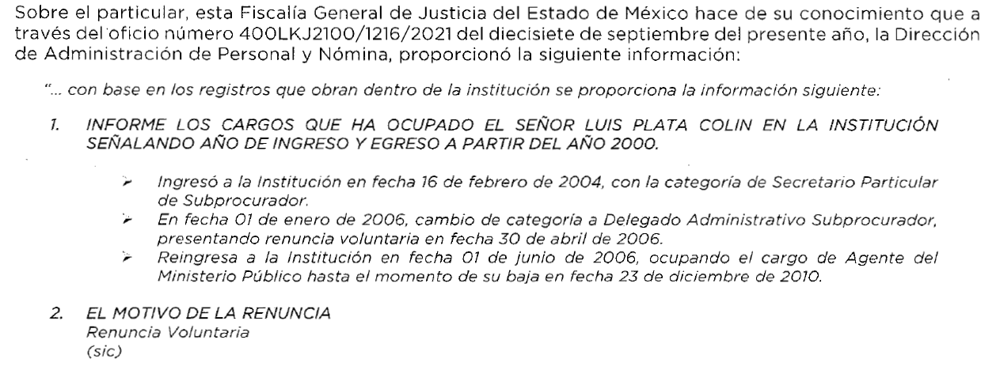 Sobre el particular, esta Fiscalía General de Justicia del Estado de México hace de su conocimiento que a
través del oficio número 400LKJ2100/1216/2021 del diecisiete de septiembre del presente año, la Dirección
de Administración de Personal y Nómina, proporcionó la siguiente información:
"... con base en los registros que obran dentro de la institución se proporciona la información siguiente:
1. INFORME LOS CARGOS QUE HA OCUPADO EL SEÑOR LUIS PLATA COLIN EN LA INSTITUCIÓN
SEÑALANDO AÑO DE INGRESO Y EGRESO A PARTIR DEL AÑO 2000.
➢ Ingresó a la Institución en fecha 16 de febrero de 2004, con la categoría de Secretario Particular
de Subprocurador.
➢ En fecha 01 de enero de 2006, cambio de categoría a Delegado Administrativo Subprocurador,
presentando renuncia voluntaria en fecha 30 de abril de 2006.
➢ Reingresa a la Institución en fecha 01 de junio de 2006, ocupando el cargo de Agente del
Ministerio Público hasta el momento de su baja en fecha 23 de diciembre de 2010.
2. EL MOTIVO DE LA RENUNCIA
Renuncia Voluntaria
(sic)